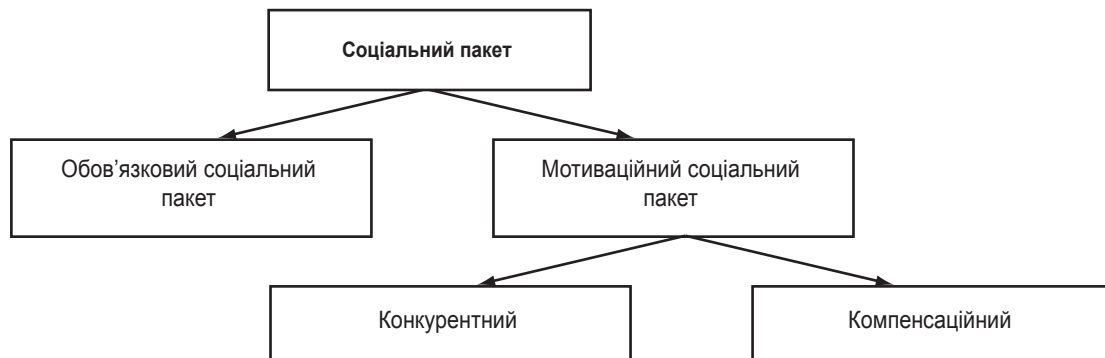 Соціальний пакет
Обов’язковий соціальний
пакет
Мотиваційний соціальний
пакет
Конкурентний
Компенсаційний